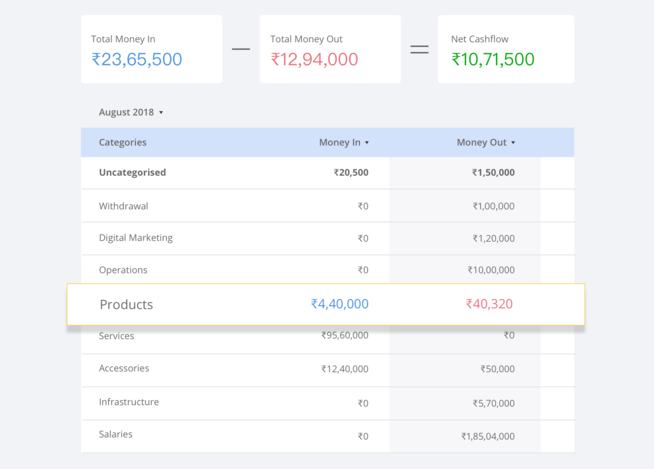 Total Money In Total Money Out Net Cashflow
₹23,65,500 — ₹12,94,000 = ₹10,71,500
August 2018 ▾
Categories Money In ▾ Money Out ▾
Uncategorised ₹20,500 ₹1,50,000
Withdrawal ₹0 ₹1,00,000
Digital Marketing ₹0 ₹1,20,000
Operations ₹0 ₹10,00,000
Products ₹4,40,000 ₹40,320
Services ₹95,60,000 ₹0
Accessories ₹12,40,000 ₹50,000
Infrastructure ₹0 ₹5,70,000
Salaries ₹0 ₹1,85,04,000